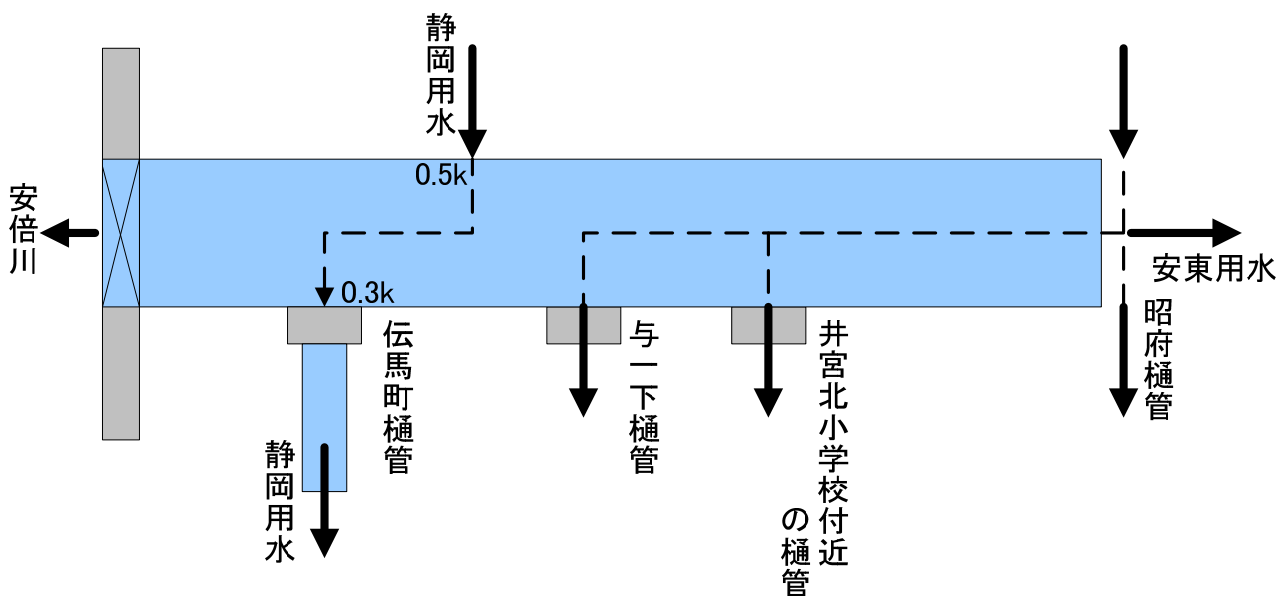 静岡用水
0.5k
安倍川
安東用水
0.3k
伝馬町樋管
与一下樋管
井宮北小学校付近
の樋管
昭府樋管
静岡用水